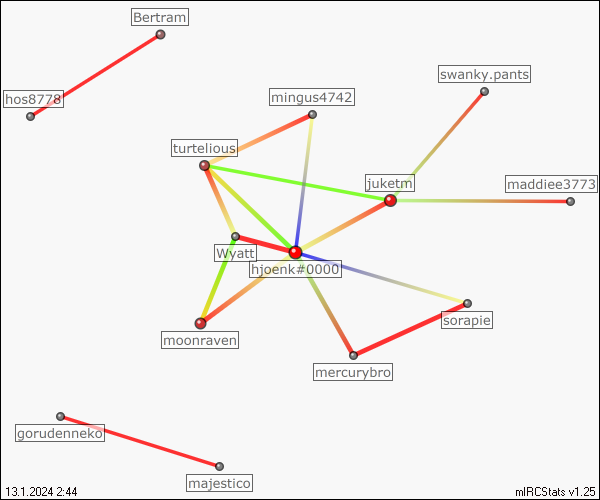 Bertram
swanky.pants
hos8778
mingus4742
turtelious
juketm
maddiee3773
Wyatt
hjoenk#0000
sorapie
moonraven
mercurybro
gorudenneko
majestico
13.1.2024 2:44
mIRCStats v1.25